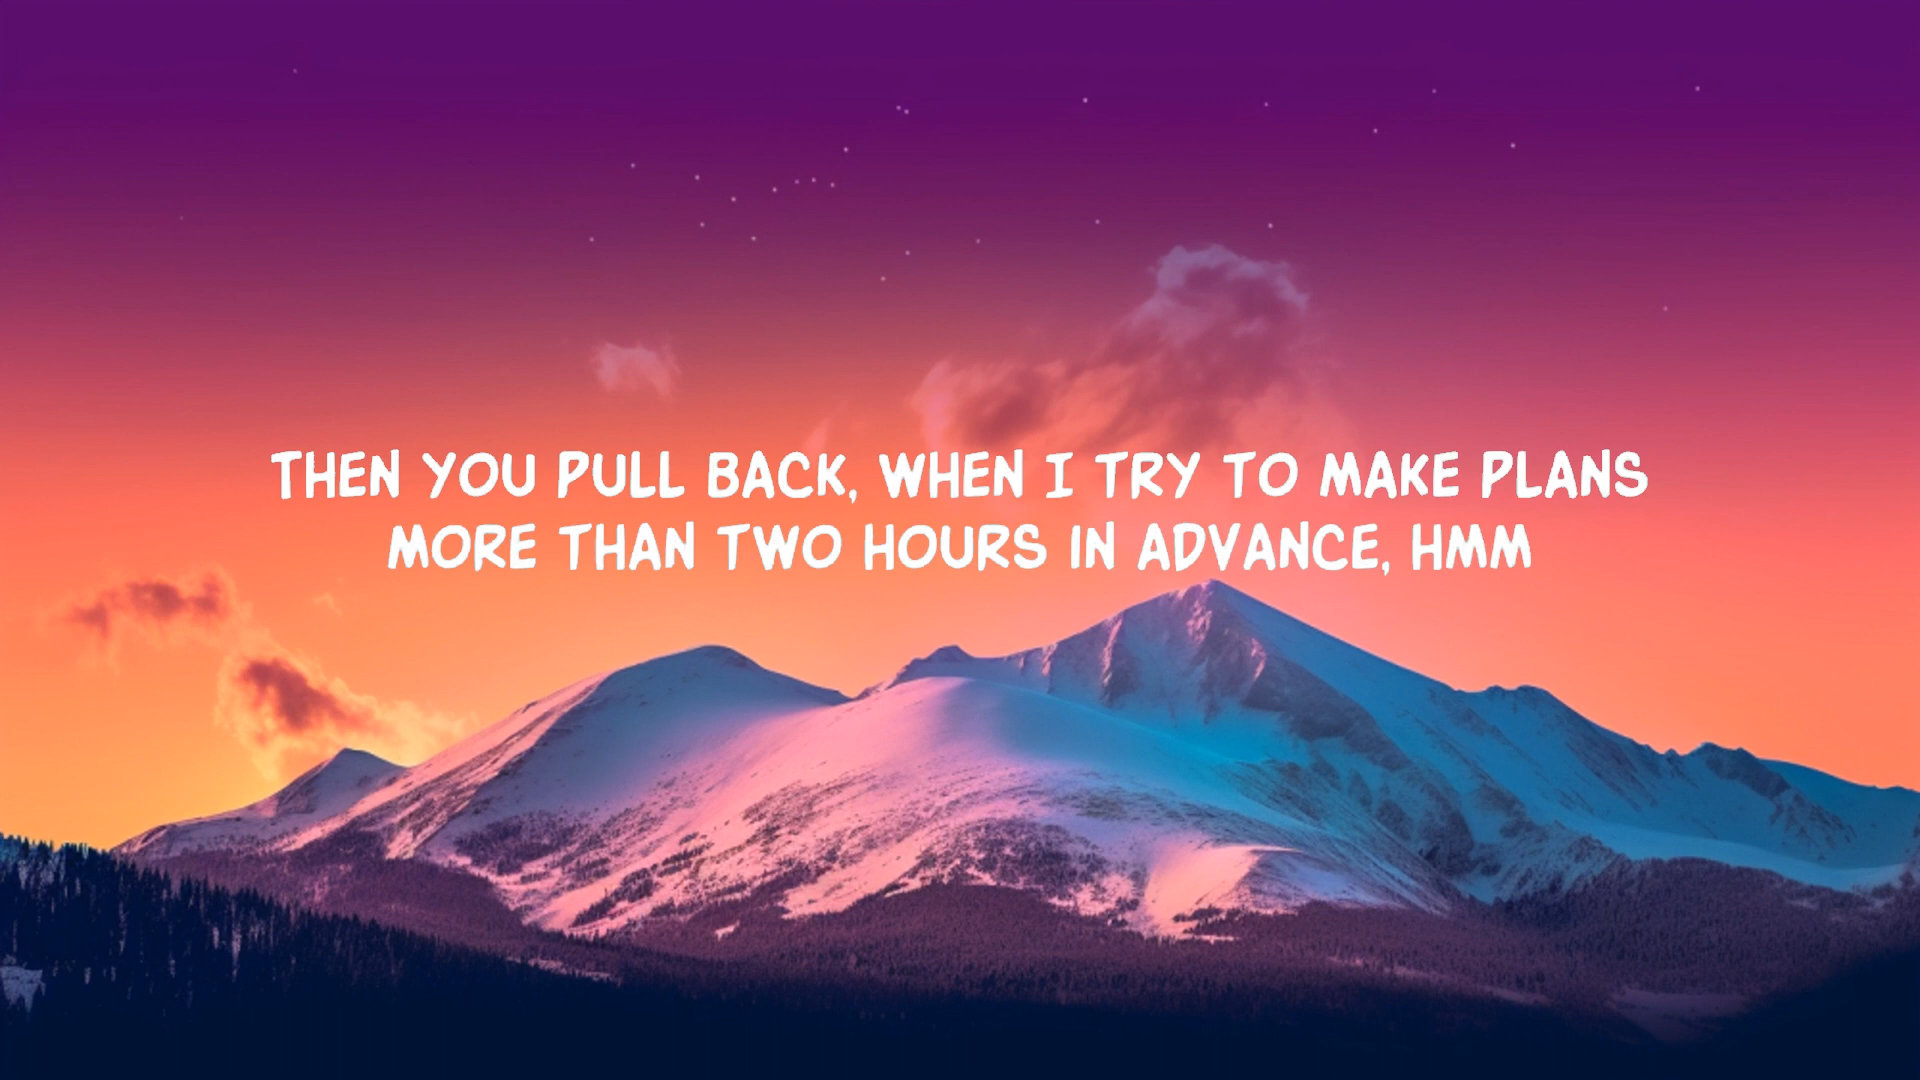 THEN YOU PULL BACK, WHEN I TRY TO MAKE PLANS
MORE THAN TWO HOURS IN ADVANCE, HMM